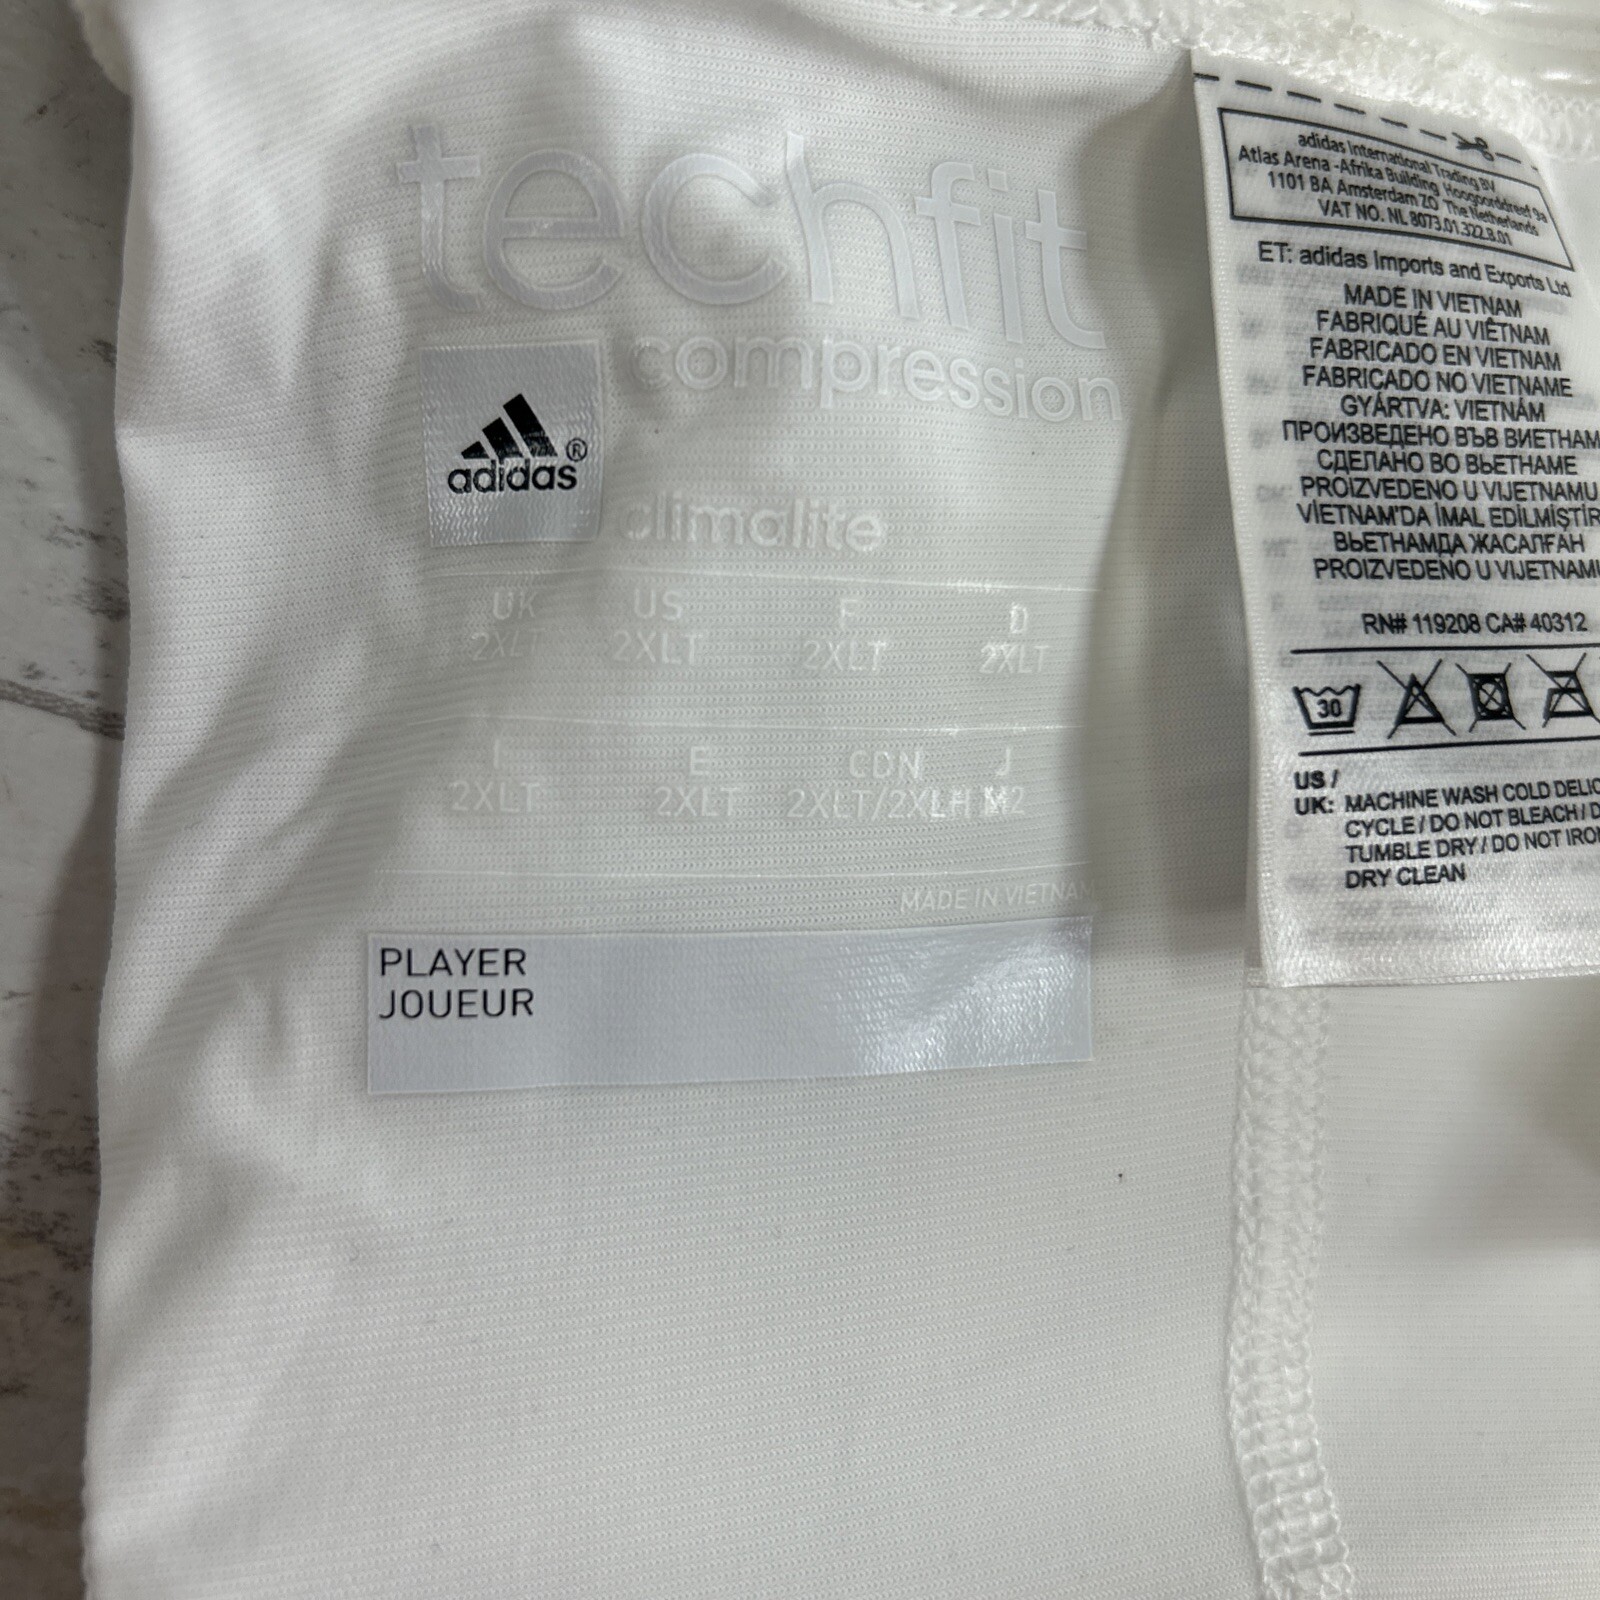 techfit
compression
adidas®
climalite
UK US F D
2XLT 2XLT 2XLT 2XLT
I E CDN J
2XLT 2XL 2XLT/2XLH
MADE IN VIETNAM
PLAYER
JOUEUR
adidas International Trading BV
Atlas Arena -Afrika Building Hoogoorddreef 9a
1101 BA Amsterdam ZO The Netherlands
VAT NO. NL 8073.01.322.B.01
ET: adidas Imports and Exports Ltd
MADE IN VIETNAM
FABRIQUÉ AU VIÊTNAM
FABRICADO EN VIETNAM
FABRICADO NO VIETNAME
GYÁRTVA: VIETNÁM
ПРОИЗВЕДЕНО ВЪВ ВИЕТНАМ
СДЕЛАНО ВО ВЬЕТНАМЕ
PROIZVEDENO U VIJETNAMU
VİETNAM'DA İMAL EDİLMİŞTİR
ВЬЕТНАМДА ЖАСАЛҒАН
PROIZVEDENO U VIJETNAMU
RN# 119208 CA# 40312
30
US /
UK: MACHINE WASH COLD DELIC
CYCLE / DO NOT BLEACH / D
TUMBLE DRY / DO NOT IRON
DRY CLEAN